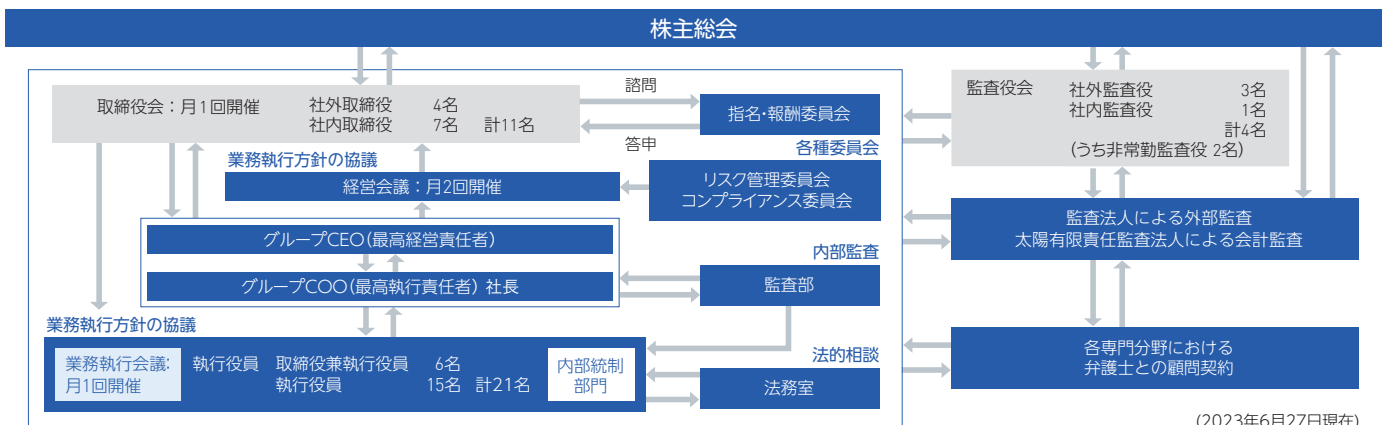 株主総会
取締役会：月1回開催
社外取締役 4名
社内取締役 7名 計11名
諮問
答申
指名・報酬委員会
各種委員会
リスク管理委員会
コンプライアンス委員会
業務執行方針の協議
経営会議：月2回開催
グループCEO（最高経営責任者）
グループCOO（最高執行責任者）社長
内部監査
監査部
業務執行方針の協議
業務執行会議:
月1回開催
執行役員 取締役兼執行役員 6名
執行役員 15名 計21名
内部統制
部門
法的相談
法務室
監査役会 社外監査役 3名
社内監査役 1名
計4名
（うち非常勤監査役 2名）
監査法人による外部監査
太陽有限責任監査法人による会計監査
各専門分野における
弁護士との顧問契約
(2023年6月27日現在)